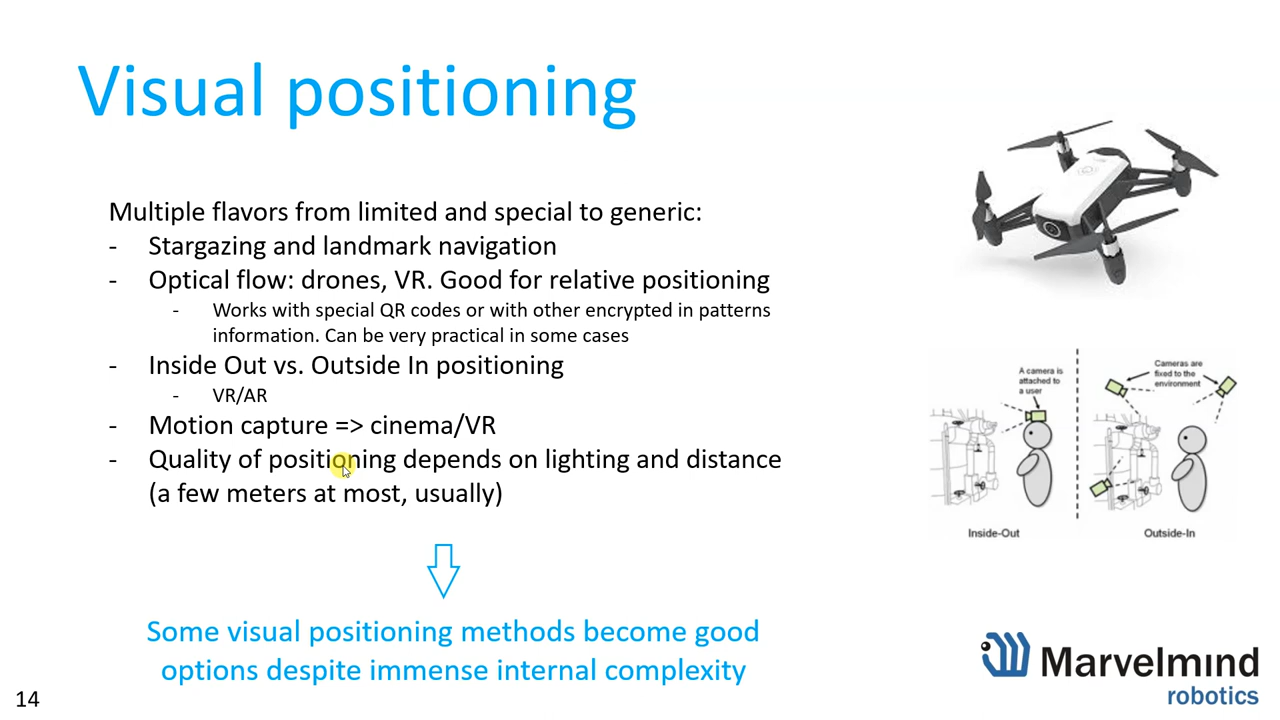 Visual positioning
Multiple flavors from limited and special to generic:
- Stargazing and landmark navigation
- Optical flow: drones, VR. Good for relative positioning
- Works with special QR codes or with other encrypted in patterns
information. Can be very practical in some cases
- Inside Out vs. Outside In positioning
- VR/AR
- Motion capture => cinema/VR
- Quality of positioning depends on lighting and distance
(a few meters at most, usually)
Some visual positioning methods become good
options despite immense internal complexity
A camera is
attached to
a user
Cameras are
fixed to the
environment
Inside-Out
Outside-In
Marvelmind
robotics
14